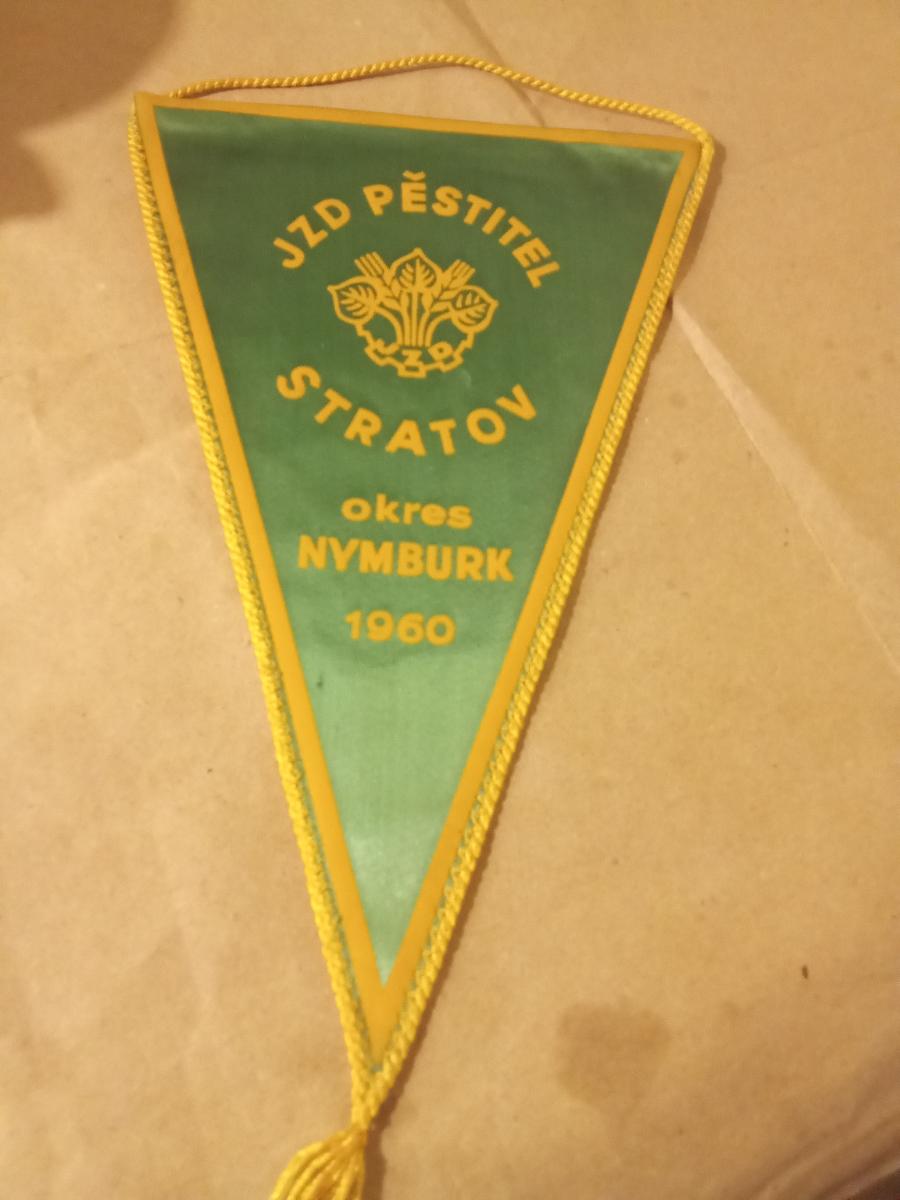 JZD PĚSTITEL
JZD
STRATOV
okres
NYMBURK
1960